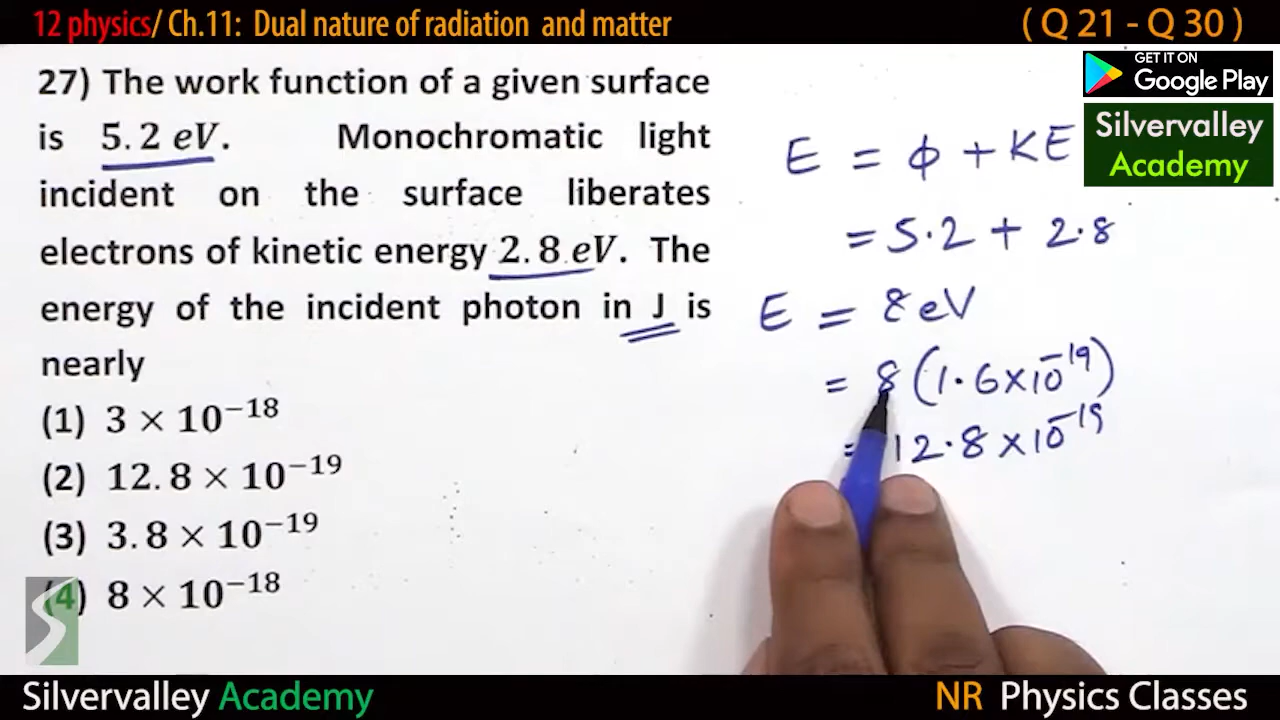 12 physics/ Ch.11: Dual nature of radiation and matter
( Q 21 - Q 30 )
27) The work function of a given surface
is 5.2 eV. Monochromatic light
incident on the surface liberates
electrons of kinetic energy 2.8 eV. The
energy of the incident photon in J is
nearly
(1) 3 × 10⁻¹⁸
(2) 12.8 × 10⁻¹⁹
(3) 3.8 × 10⁻¹⁹
(4) 8 × 10⁻¹⁸
GET IT ON
Google Play
Silvervalley
Academy
E = ϕ + KE
= 5.2 + 2.8
E = 8 eV
= 8 (1.6×10⁻¹⁹)
= 12.8 × 10⁻¹⁹
Silvervalley Academy
NR Physics Classes